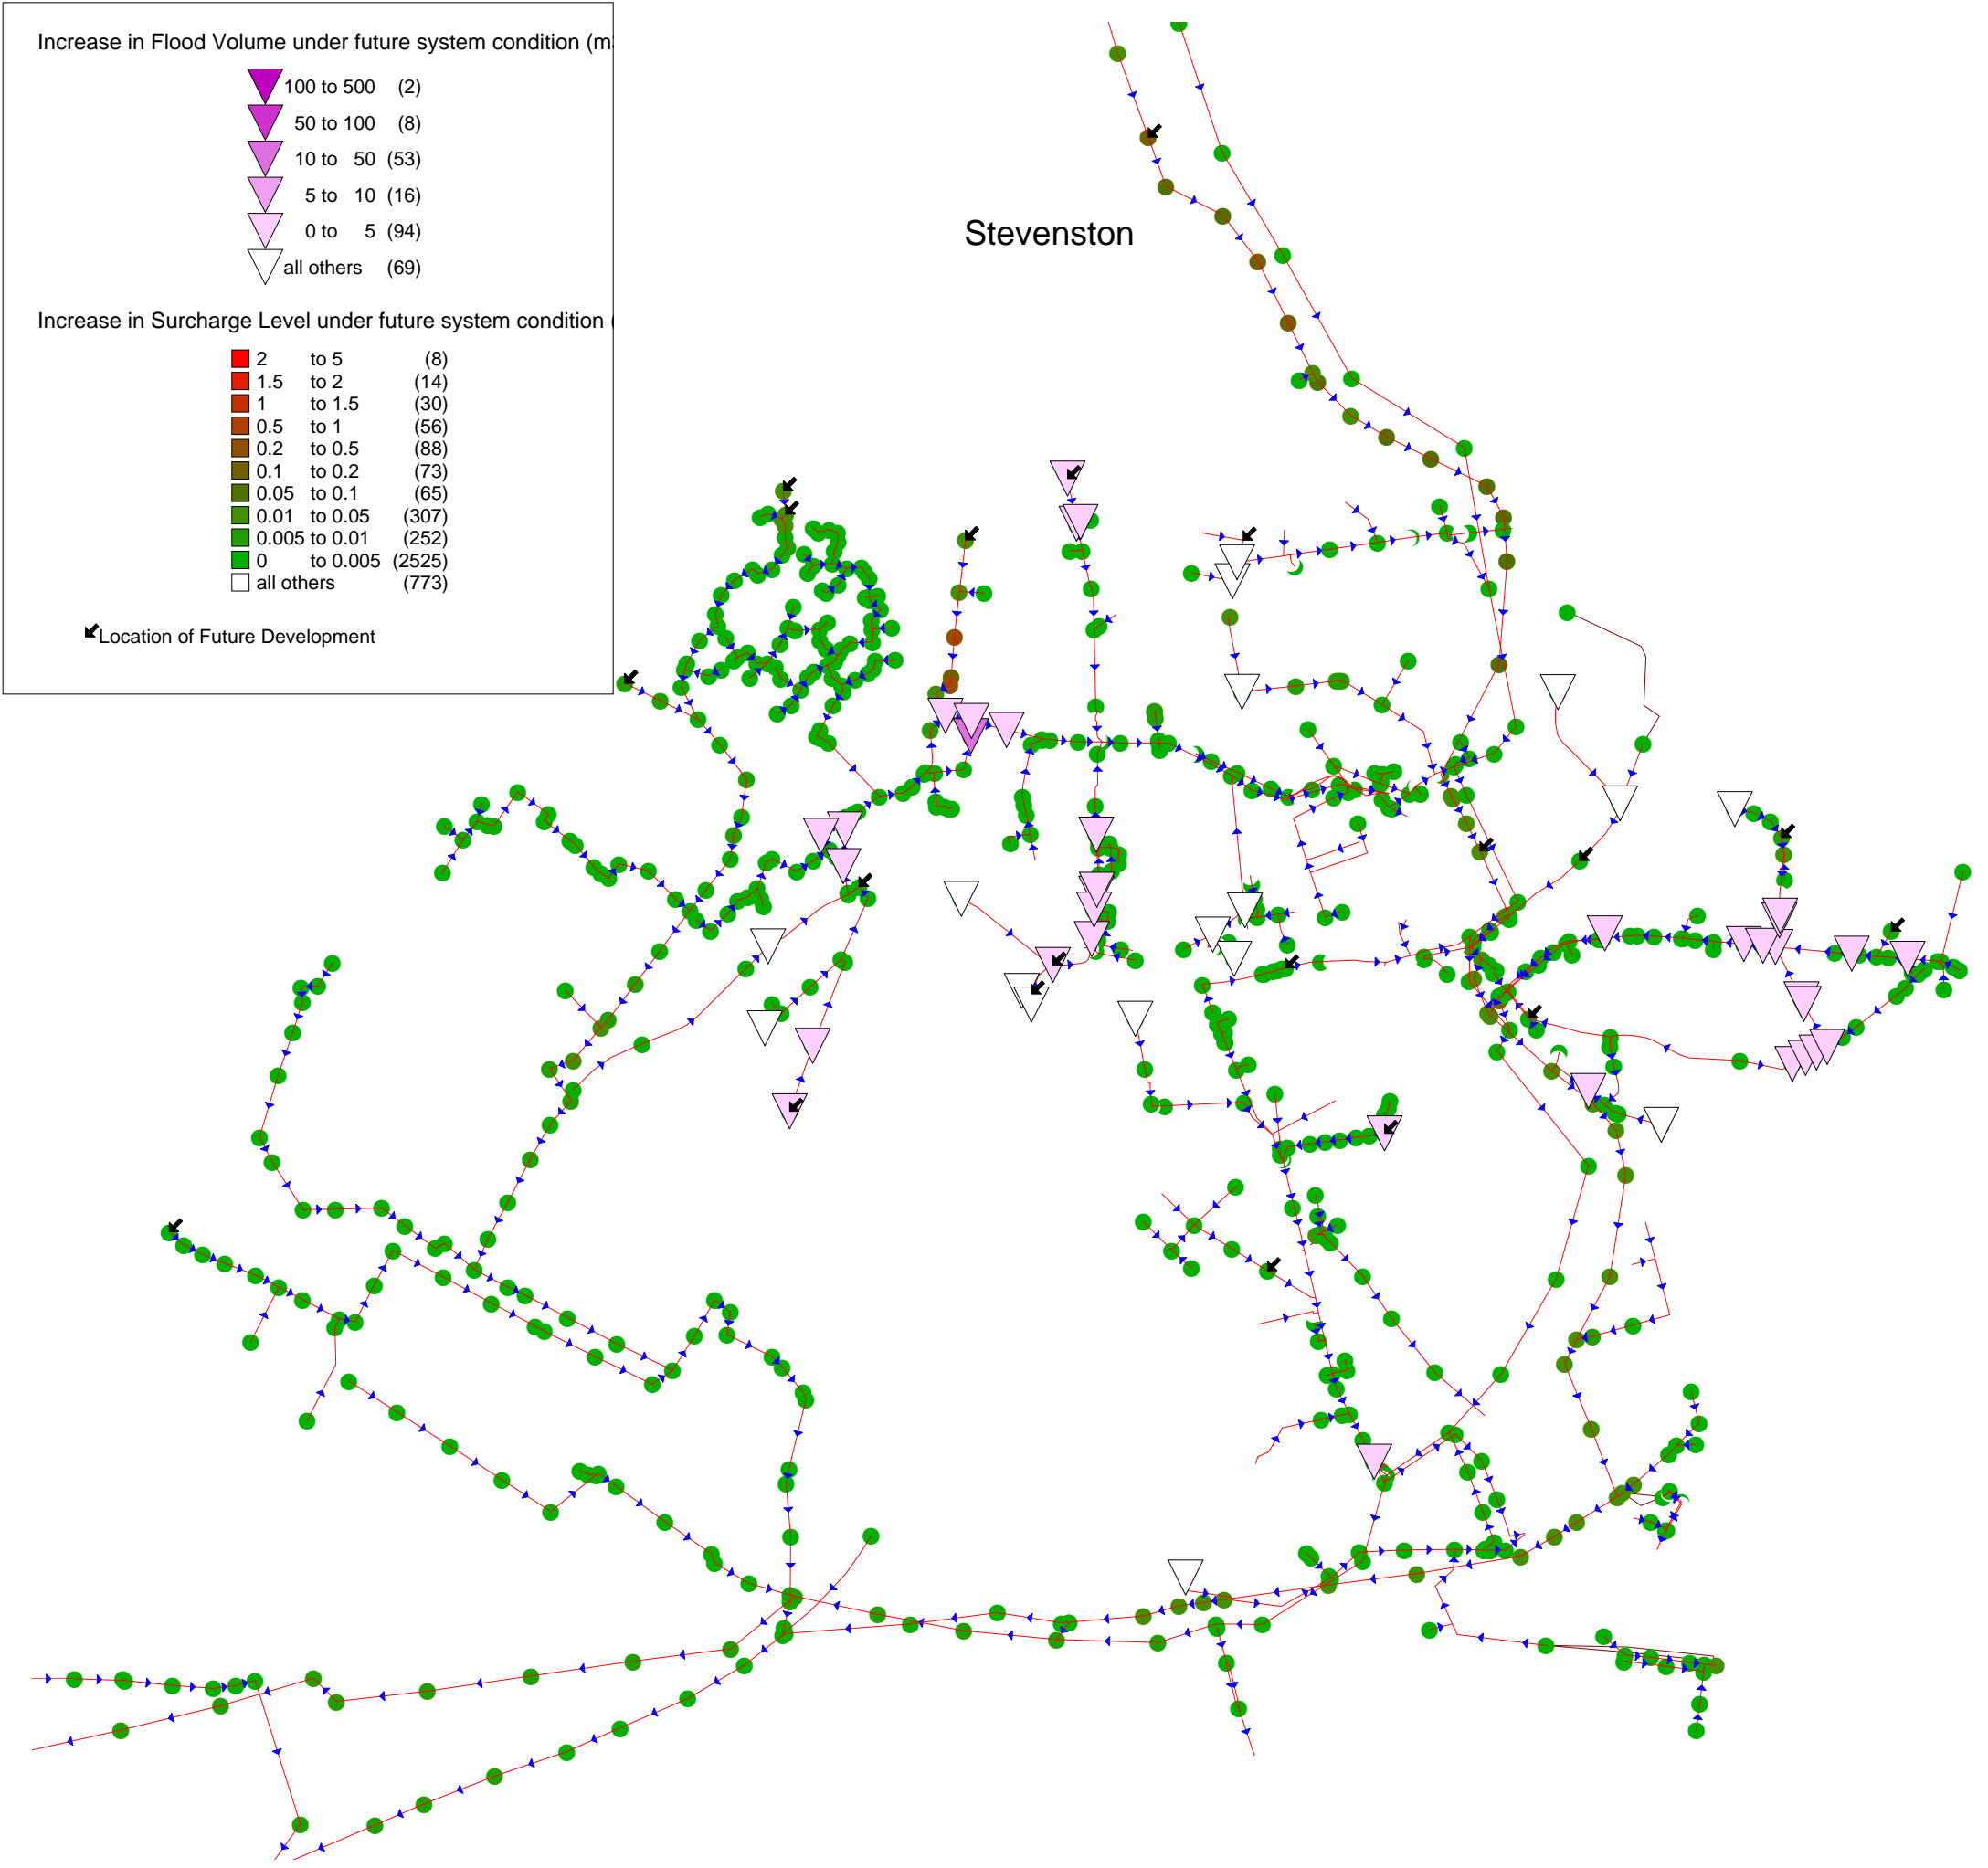 Increase in Flood Volume under future system condition (m
100 to 500 (2)
50 to 100 (8)
10 to 50 (53)
5 to 10 (16)
0 to 5 (94)
all others (69)
Increase in Surcharge Level under future system condition (
2 to 5 (8)
1.5 to 2 (14)
1 to 1.5 (30)
0.5 to 1 (56)
0.2 to 0.5 (88)
0.1 to 0.2 (73)
0.05 to 0.1 (65)
0.01 to 0.05 (307)
0.005 to 0.01 (252)
0 to 0.005 (2525)
all others (773)
Location of Future Development
Stevenston